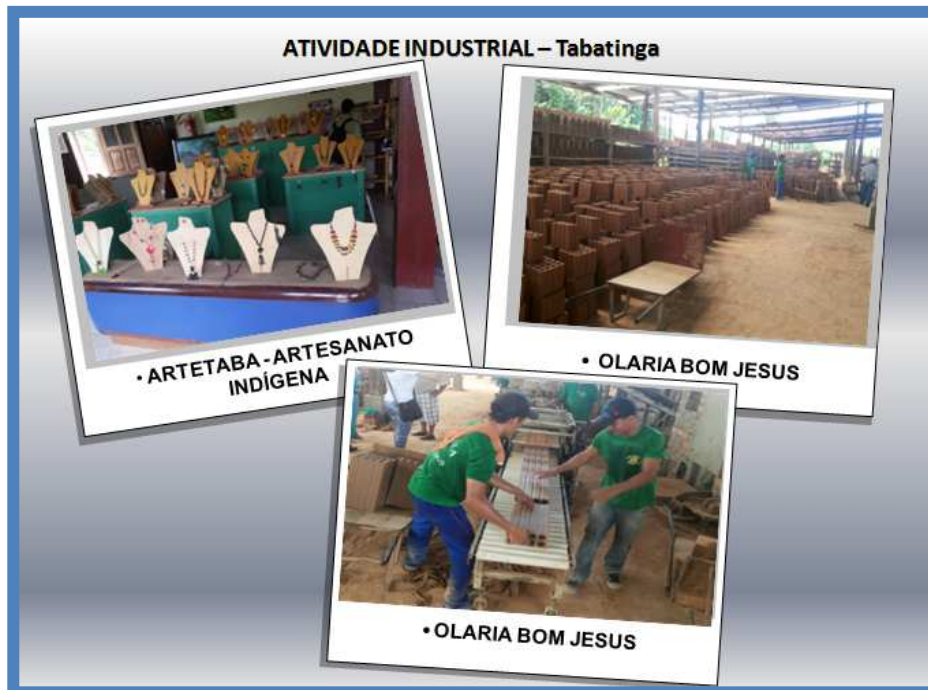 ATIVIDADE INDUSTRIAL – Tabatinga
• ARTETABA - ARTESANATO
INDÍGENA
• OLARIA BOM JESUS
• OLARIA BOM JESUS